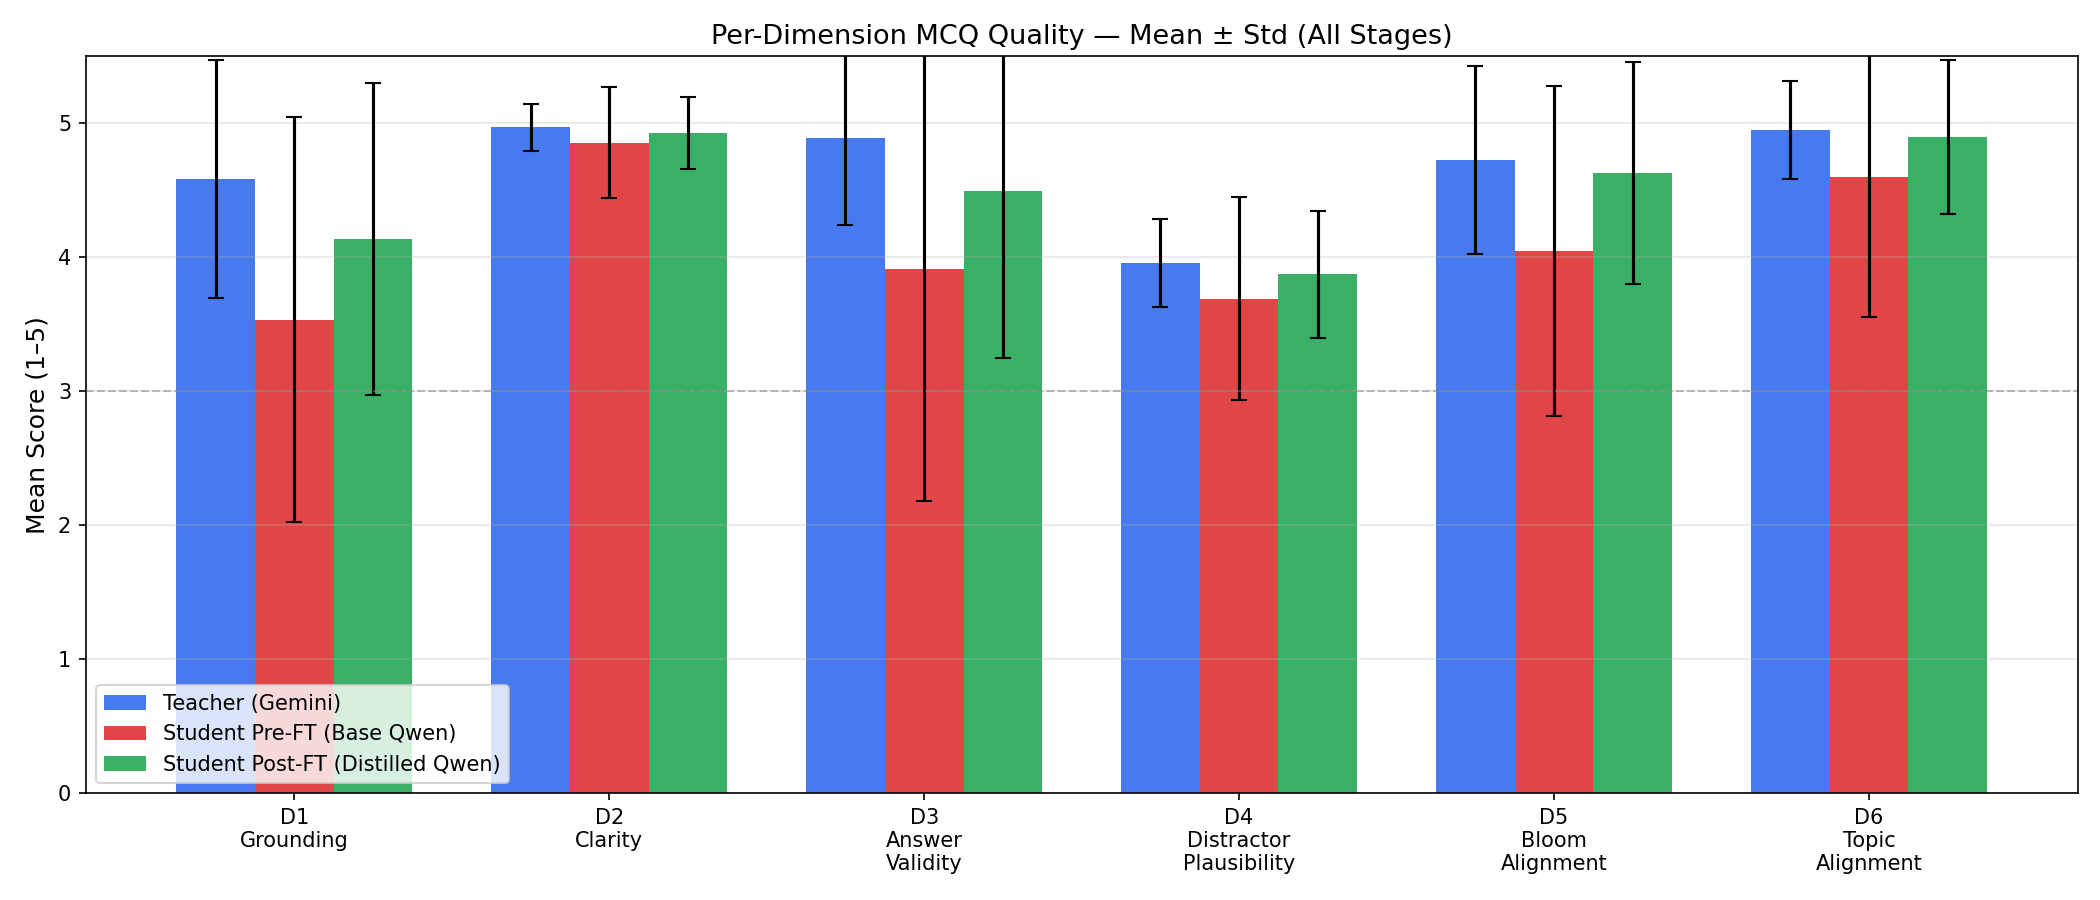 Per-Dimension MCQ Quality — Mean ± Std (All Stages)
Mean Score (1–5)
5
4
3
2
1
0
Teacher (Gemini)
Student Pre-FT (Base Qwen)
Student Post-FT (Distilled Qwen)
D1
Grounding
D2
Clarity
D3
Answer
Validity
D4
Distractor
Plausibility
D5
Bloom
Alignment
D6
Topic
Alignment